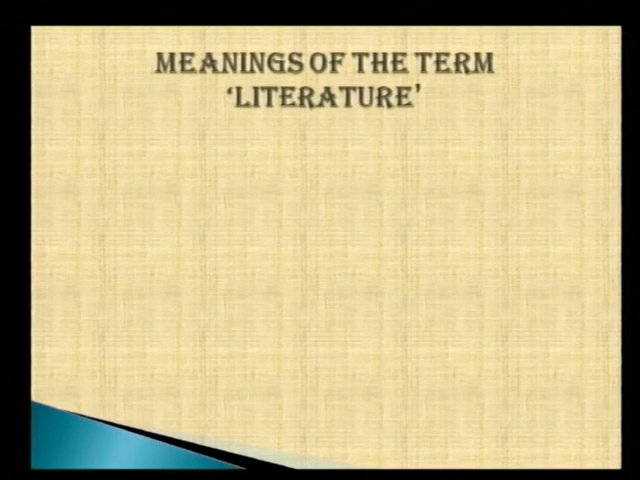 MEANINGS OF THE TERM
‘LITERATURE’